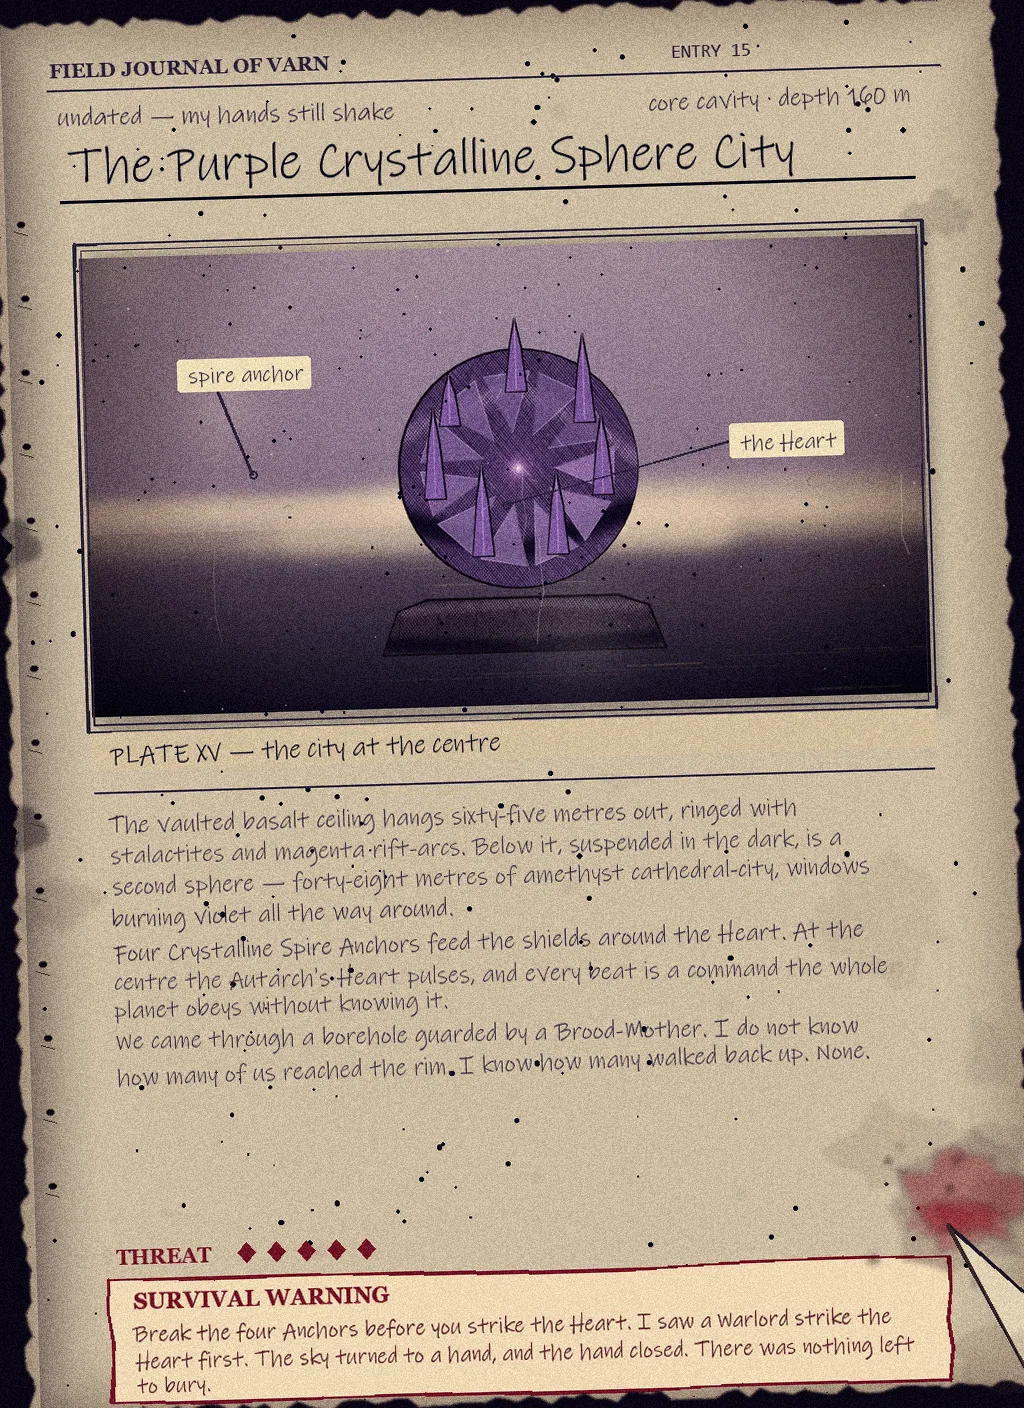 FIELD JOURNAL OF VARN
ENTRY 15
undated — my hands still shake
core cavity · depth 160 m
The Purple Crystalline Sphere City
spire anchor
the Heart
PLATE XV — the city at the centre
The vaulted basalt ceiling hangs sixty-five metres out, ringed with
stalactites and magenta rift-arcs. Below it, suspended in the dark, is a
second sphere — forty-eight metres of amethyst cathedral-city, windows
burning violet all the way around.
Four Crystalline Spire Anchors feed the shields around the Heart. At the
centre the Autarch's Heart pulses, and every beat is a command the whole
planet obeys without knowing it.
We came through a borehole guarded by a Brood-Mother. I do not know
how many of us reached the rim. I know how many walked back up. None.
THREAT
SURVIVAL WARNING
Break the four Anchors before you strike the Heart. I saw a Warlord strike the
Heart first. The sky turned to a hand, and the hand closed. There was nothing left
to bury.